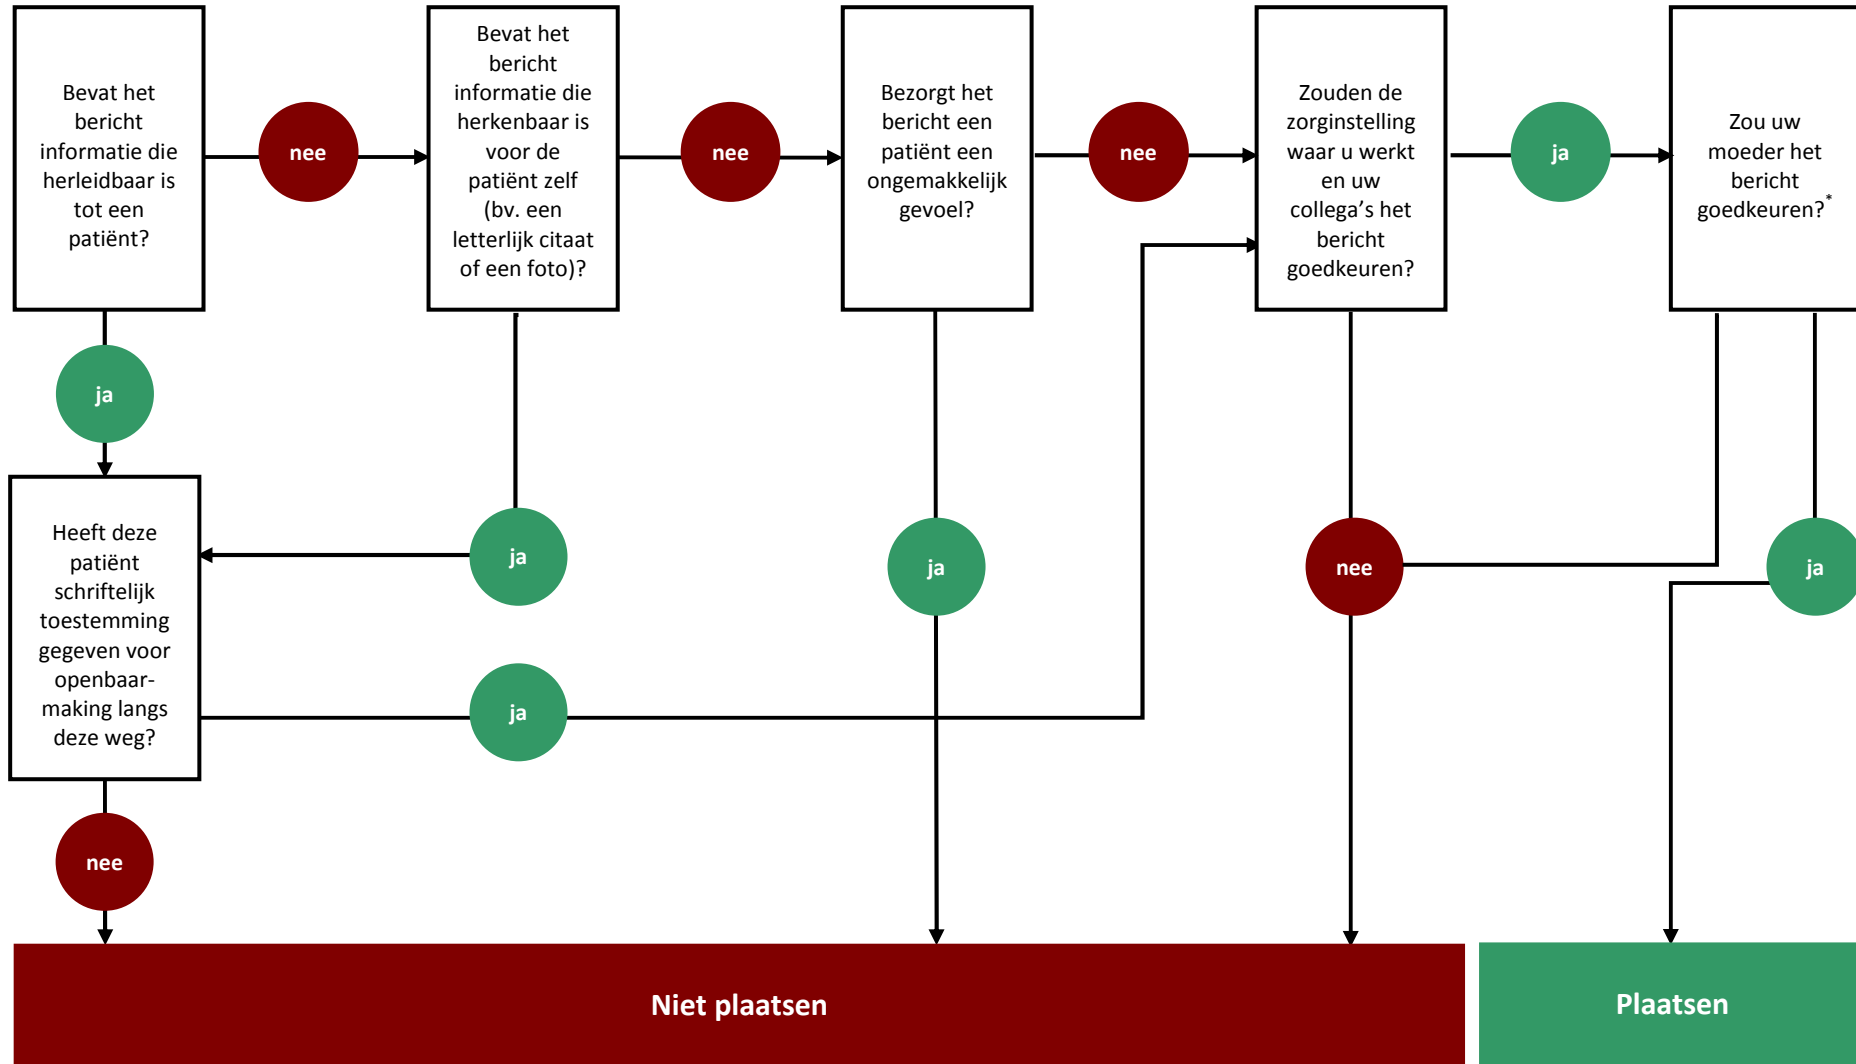 Bevat het
bericht
informatie die
herleidbaar is
tot een
patiënt?
nee
Bevat het
bericht
informatie die
herkenbaar is
voor de
patiënt zelf
(bv. een
letterlijk citaat
of een foto)?
nee
Bezorgt het
bericht een
patiënt een
ongemakkelijk
gevoel?
nee
Zouden de
zorginstelling
waar u werkt
en uw
collega’s het
bericht
goedkeuren?
ja
Zou uw
moeder het
bericht
goedkeuren?*
ja
Heeft deze
patiënt
schriftelijk
toestemming
gegeven voor
openbaar-
making langs
deze weg?
ja
ja
ja
nee
ja
nee
Niet plaatsen
Plaatsen